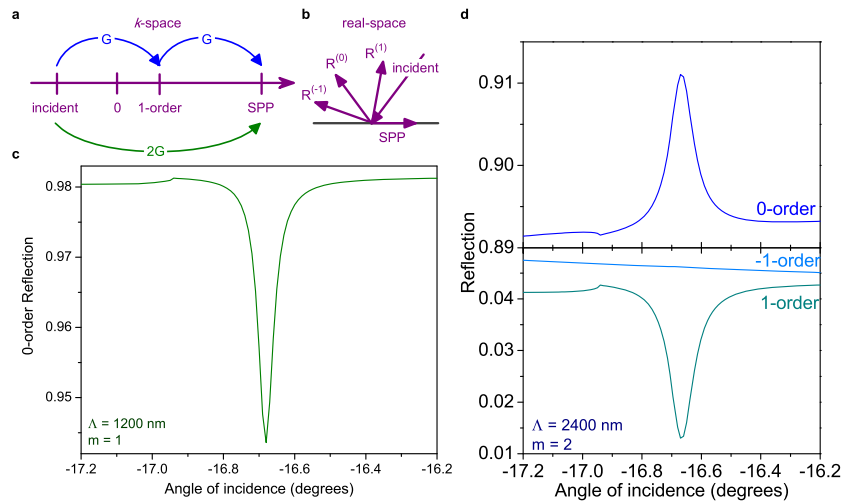 a
k-space
G
G
incident
0
1-order
SPP
2G
b
real-space
R(-1)
R(0)
R(1)
incident
SPP
c
0.98
0.97
0.96
0.95
0-order Reflection
Λ = 1200 nm
m = 1
-17.2
-17.0
-16.8
-16.6
-16.4
-16.2
Angle of incidence (degrees)
d
0.91
0.90
0.89
0.04
0.03
0.02
0.01
Reflection
0-order
-1-order
1-order
Λ = 2400 nm
m = 2
-17.2
-17.0
-16.8
-16.6
-16.4
-16.2
Angle of incidence (degrees)